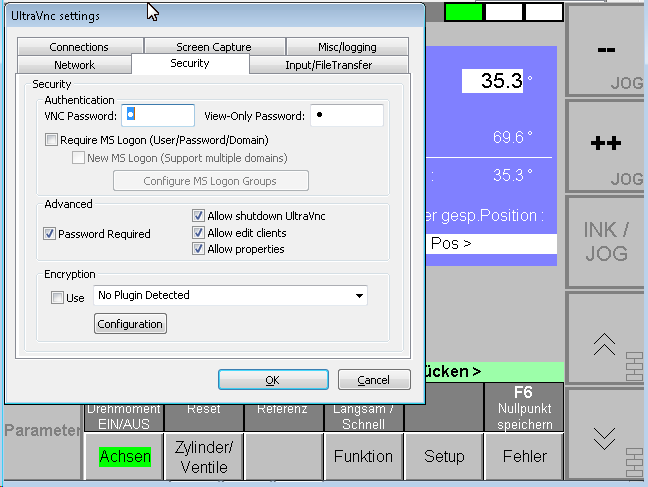 UltraVnc settings
Connections
Screen Capture
Misc/logging
Network
Security
Input/FileTransfer
Security
Authentication
VNC Password:
View-Only Password:
Require MS Logon (User/Password/Domain)
New MS Logon (Support multiple domains)
Configure MS Logon Groups
Advanced
Password Required
Allow shutdown UltraVnc
Allow edit clients
Allow properties
Encryption
Use
No Plugin Detected
Configuration
OK
Cancel
35.3 °
69.6 °
: 35.3 °
er gesp.Position :
Pos >
ücken >
--
JOG
++
JOG
INK /
JOG
Parameter
Drehmoment
EIN/AUS
Reset
Referenz
Langsam /
Schnell
F6
Nullpunkt
speichern
Achsen
Zylinder/
Ventile
Funktion
Setup
Fehler